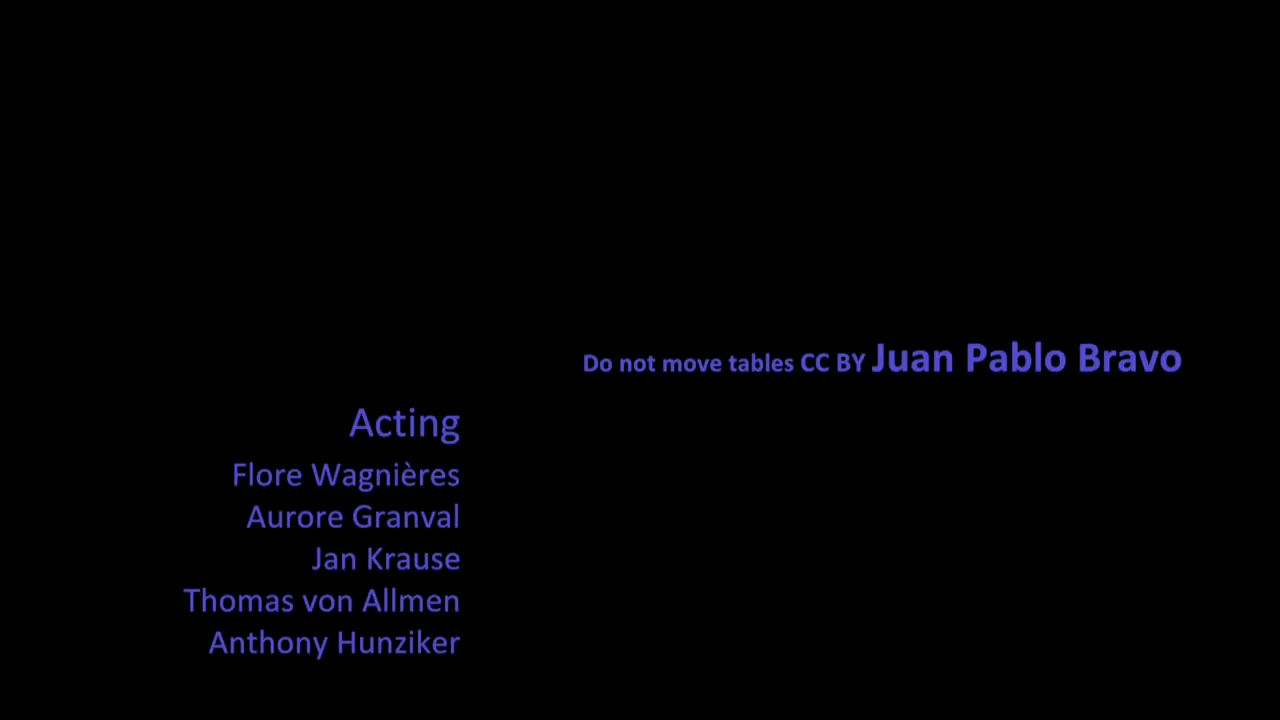 Do not move tables CC BY Juan Pablo Bravo
Acting
Flore Wagnières
Aurore Granval
Jan Krause
Thomas von Allmen
Anthony Hunziker